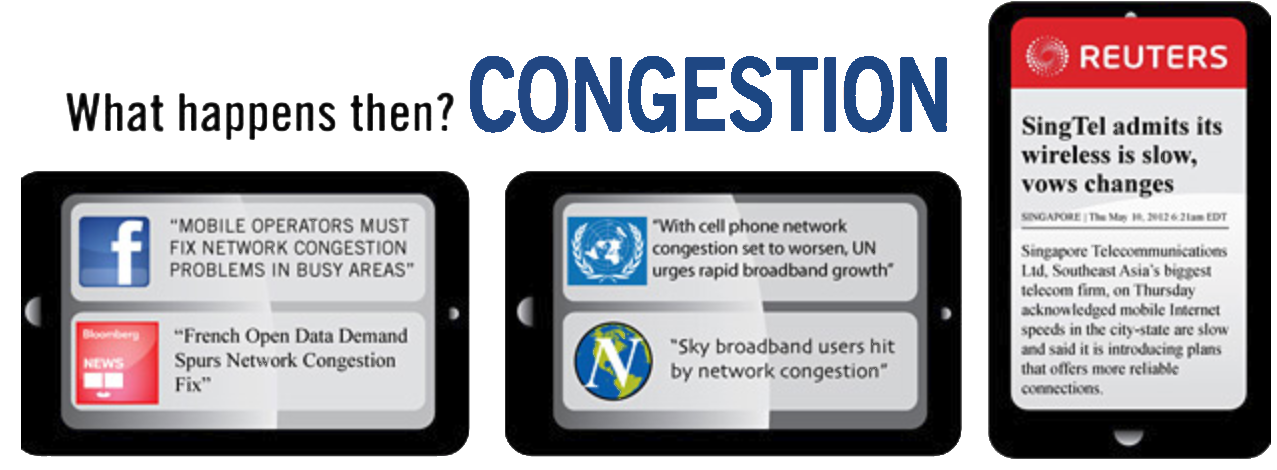 What happens then? CONGESTION
f
"MOBILE OPERATORS MUST
FIX NETWORK CONGESTION
PROBLEMS IN BUSY AREAS"
Bloomberg
NEWS
"French Open Data Demand
Spurs Network Congestion
Fix"
"With cell phone network
congestion set to worsen, UN
urges rapid broadband growth"
N
"Sky broadband users hit
by network congestion"
REUTERS
SingTel admits its
wireless is slow,
vows changes
SINGAPORE | Thu May 10, 2012 6:21am EDT
Singapore Telecommunications
Ltd, Southeast Asia's biggest
telecom firm, on Thursday
acknowledged mobile Internet
speeds in the city-state are slow
and said it is introducing plans
that offers more reliable
connections.